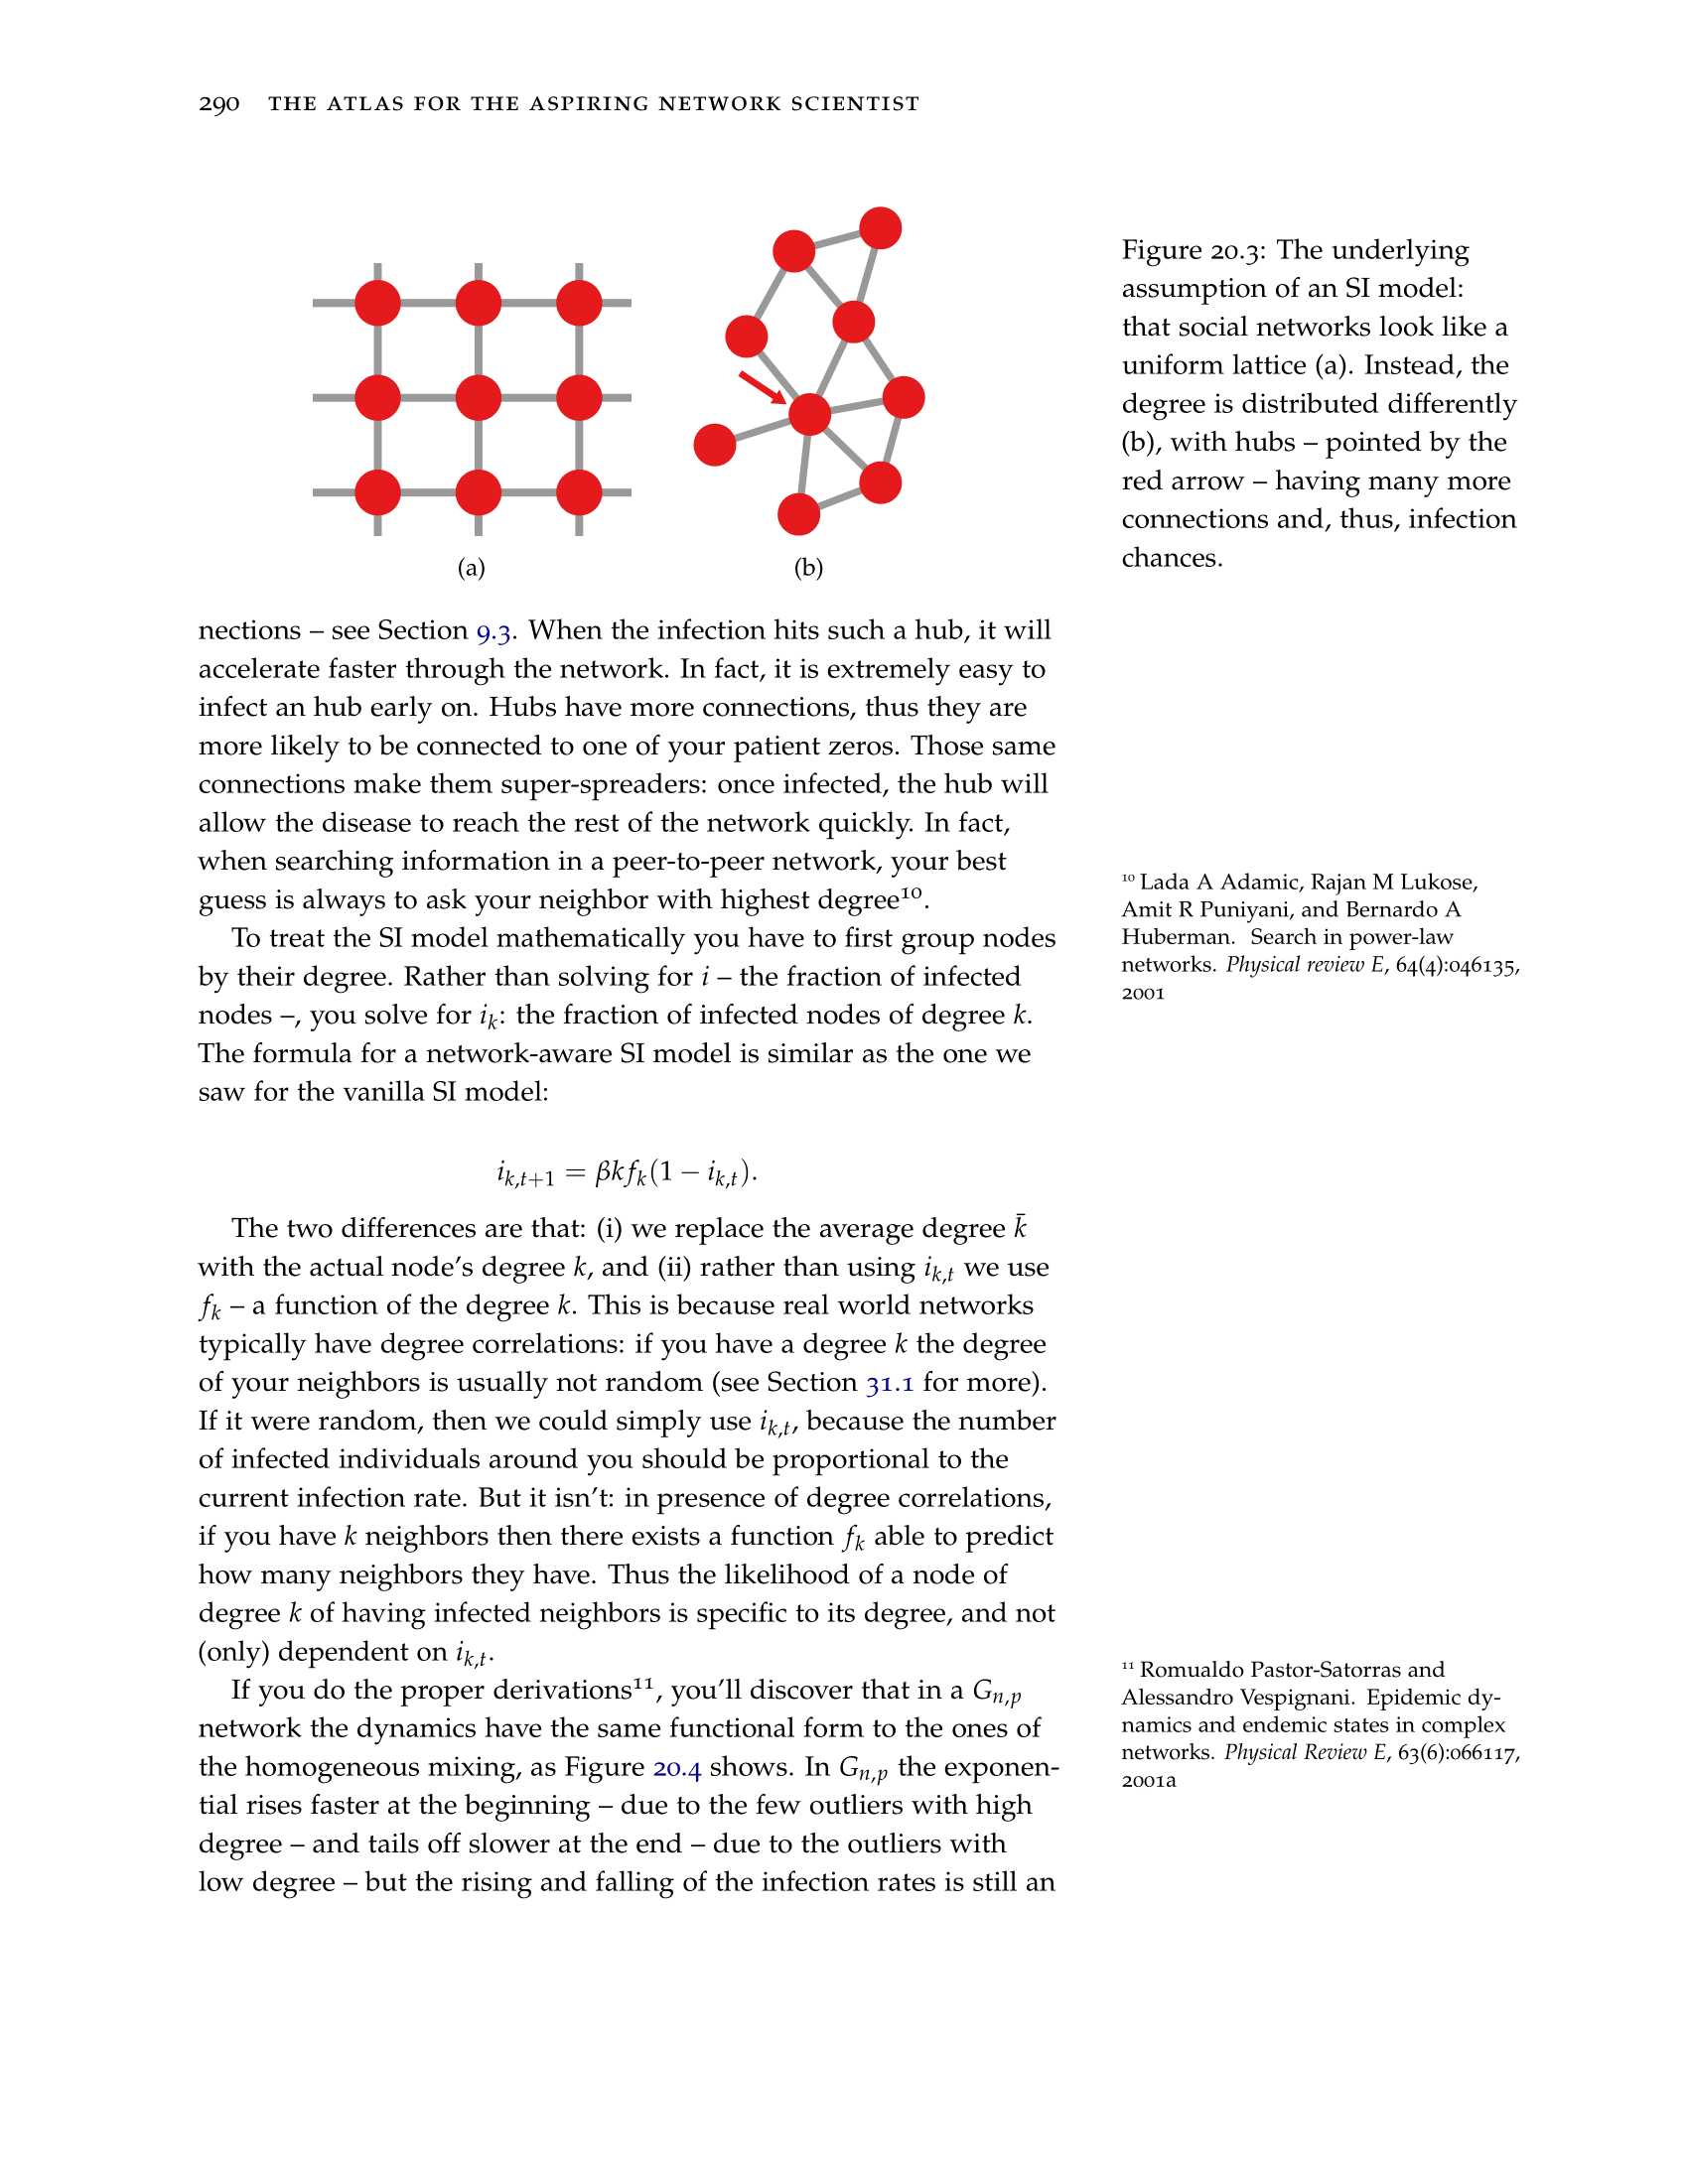 290 THE ATLAS FOR THE ASPIRING NETWORK SCIENTIST
(a)
(b)
Figure 20.3: The underlying
assumption of an SI model:
that social networks look like a
uniform lattice (a). Instead, the
degree is distributed differently
(b), with hubs – pointed by the
red arrow – having many more
connections and, thus, infection
chances.
nections – see Section 9.3. When the infection hits such a hub, it will
accelerate faster through the network. In fact, it is extremely easy to
infect an hub early on. Hubs have more connections, thus they are
more likely to be connected to one of your patient zeros. Those same
connections make them super-spreaders: once infected, the hub will
allow the disease to reach the rest of the network quickly. In fact,
when searching information in a peer-to-peer network, your best
guess is always to ask your neighbor with highest degree¹⁰.
¹⁰ Lada A Adamic, Rajan M Lukose,
Amit R Puniyani, and Bernardo A
Huberman. Search in power-law
networks. Physical review E, 64(4):046135,
2001
To treat the SI model mathematically you have to first group nodes
by their degree. Rather than solving for i – the fraction of infected
nodes –, you solve for i_k: the fraction of infected nodes of degree k.
The formula for a network-aware SI model is similar as the one we
saw for the vanilla SI model:
i_{k,t+1} = βkf_k(1 − i_{k,t}).
The two differences are that: (i) we replace the average degree k̄
with the actual node's degree k, and (ii) rather than using i_{k,t} we use
f_k – a function of the degree k. This is because real world networks
typically have degree correlations: if you have a degree k the degree
of your neighbors is usually not random (see Section 31.1 for more).
If it were random, then we could simply use i_{k,t}, because the number
of infected individuals around you should be proportional to the
current infection rate. But it isn't: in presence of degree correlations,
if you have k neighbors then there exists a function f_k able to predict
how many neighbors they have. Thus the likelihood of a node of
degree k of having infected neighbors is specific to its degree, and not
(only) dependent on i_{k,t}.
If you do the proper derivations¹¹, you'll discover that in a G_{n,p}
network the dynamics have the same functional form to the ones of
the homogeneous mixing, as Figure 20.4 shows. In G_{n,p} the exponen-
tial rises faster at the beginning – due to the few outliers with high
degree – and tails off slower at the end – due to the outliers with
low degree – but the rising and falling of the infection rates is still an
¹¹ Romualdo Pastor-Satorras and
Alessandro Vespignani. Epidemic dy-
namics and endemic states in complex
networks. Physical Review E, 63(6):066117,
2001a